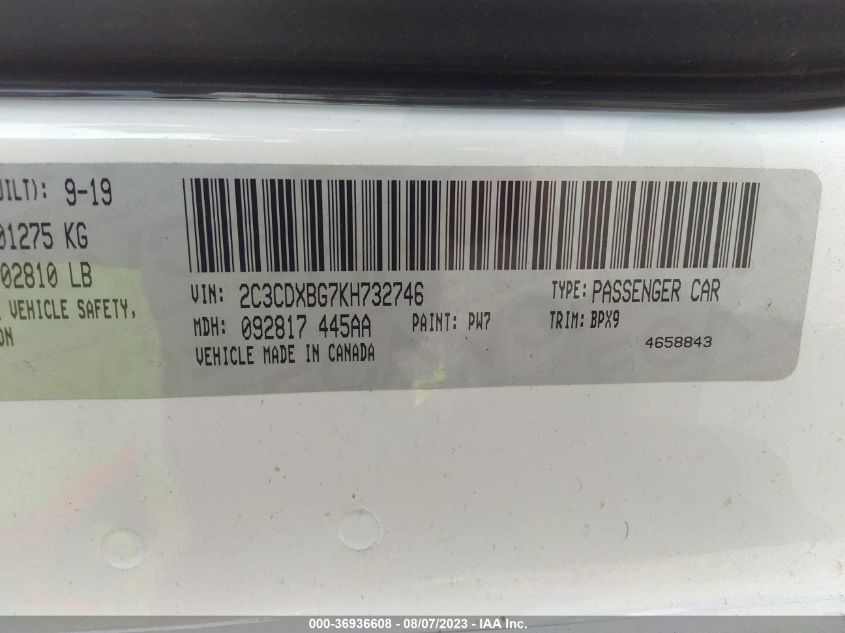 UILT): 9-19
01275 KG
02810 LB
VEHICLE SAFETY,
ON
VIN: 2C3CDXBG7KH732746 TYPE: PASSENGER CAR
MDH: 092817 445AA PAINT: PW7 TRIM: BPX9
VEHICLE MADE IN CANADA 4658843
000-36936608 - 08/07/2023 - IAA Inc.